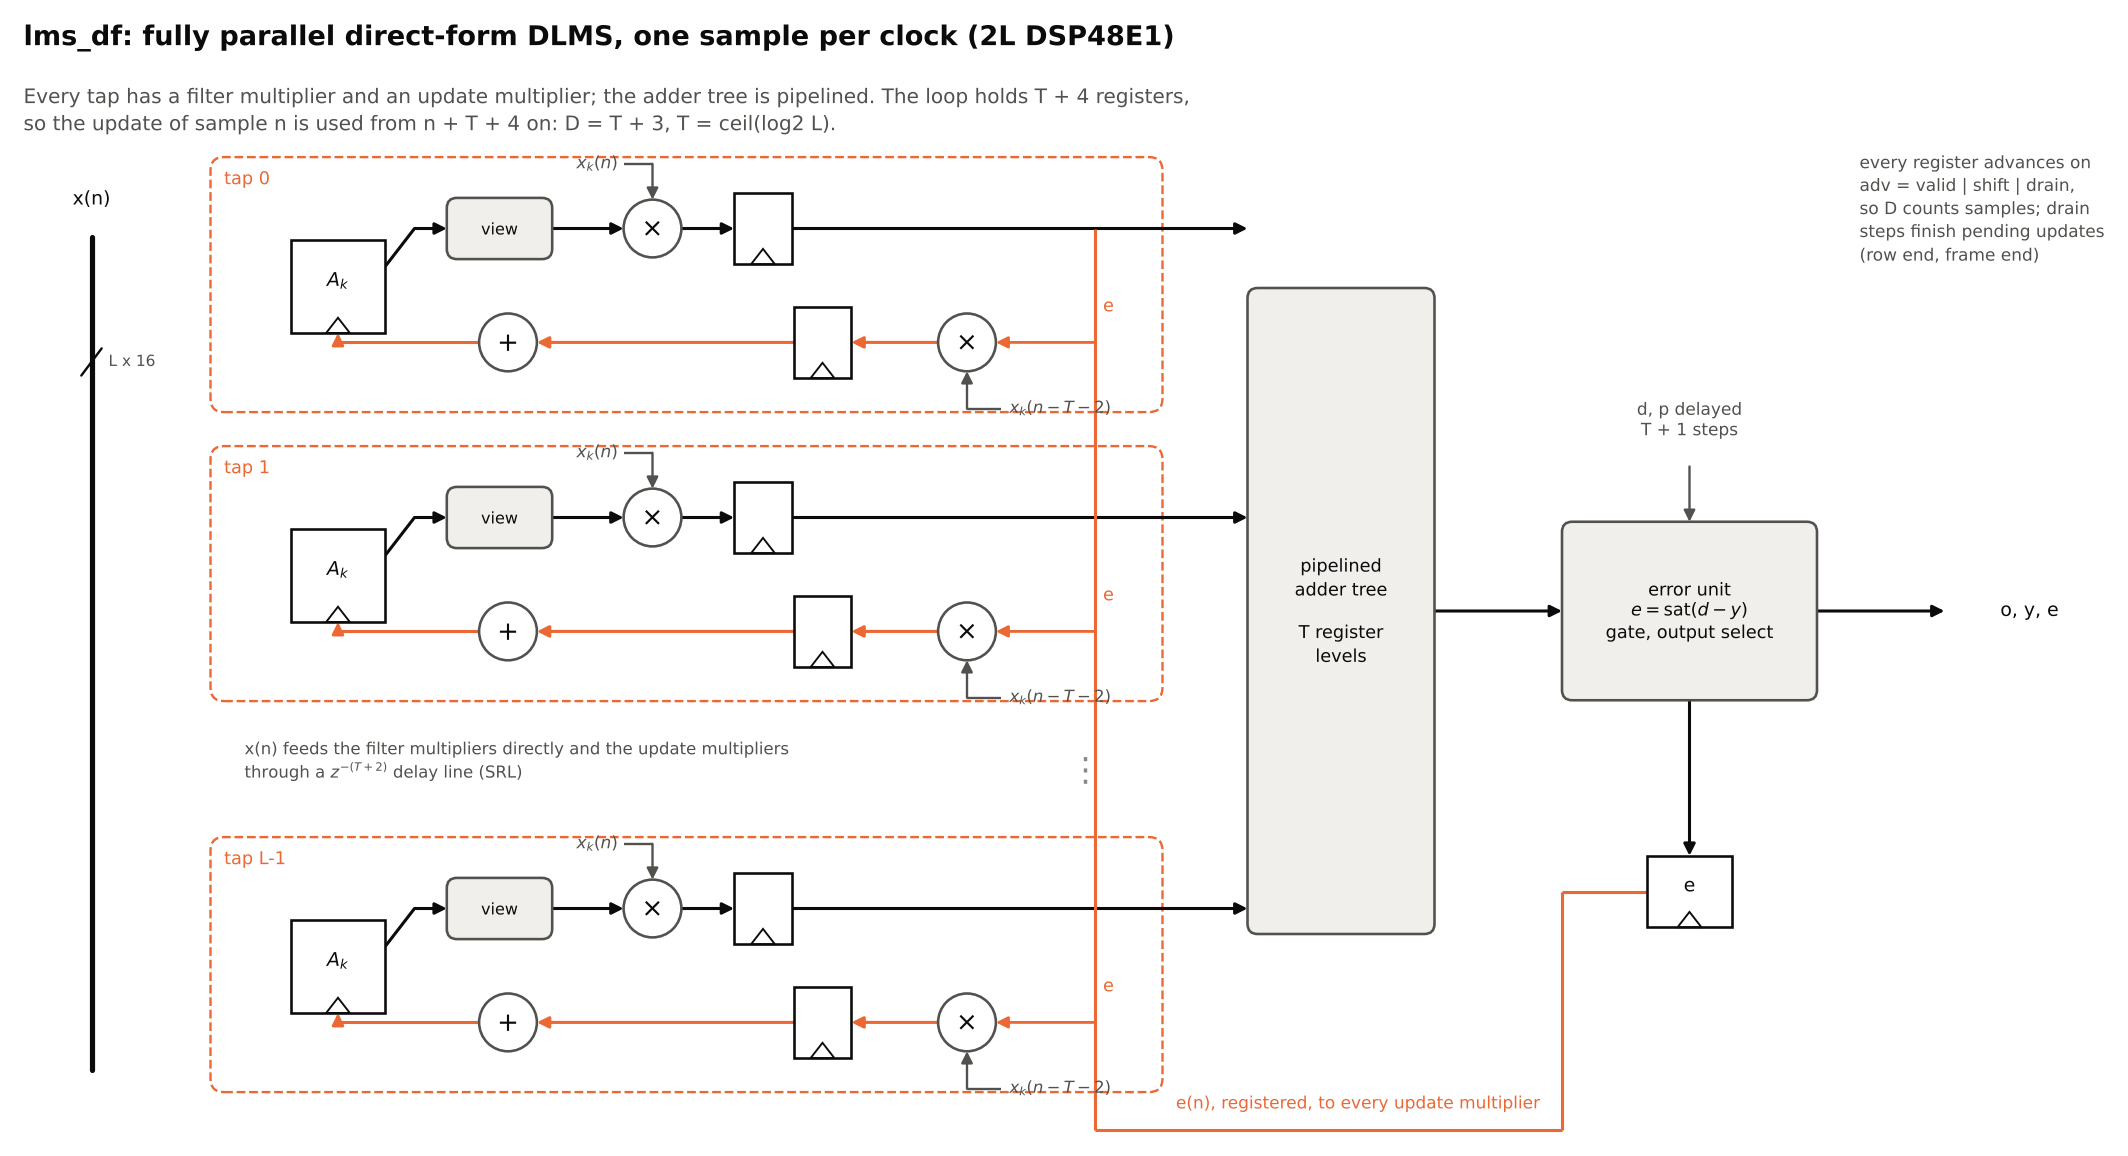 lms_df: fully parallel direct-form DLMS, one sample per clock (2L DSP48E1)
Every tap has a filter multiplier and an update multiplier; the adder tree is pipelined. The loop holds T + 4 registers,
so the update of sample n is used from n + T + 4 on: D = T + 3, T = ceil(log2 L).
every register advances on
adv = valid | shift | drain,
so D counts samples; drain
steps finish pending updates
(row end, frame end)
x(n)
L x 16
tap 0
xₖ(n)
Aₖ
view
×
e
+
×
xₖ(n−T−2)
tap 1
xₖ(n)
Aₖ
view
×
e
+
×
xₖ(n−T−2)
x(n) feeds the filter multipliers directly and the update multipliers
through a z^−(T+2) delay line (SRL)
⋮
tap L-1
xₖ(n)
Aₖ
view
×
e
+
×
xₖ(n−T−2)
pipelined
adder tree
T register
levels
d, p delayed
T + 1 steps
error unit
e = sat(d − y)
gate, output select
o, y, e
e
e(n), registered, to every update multiplier